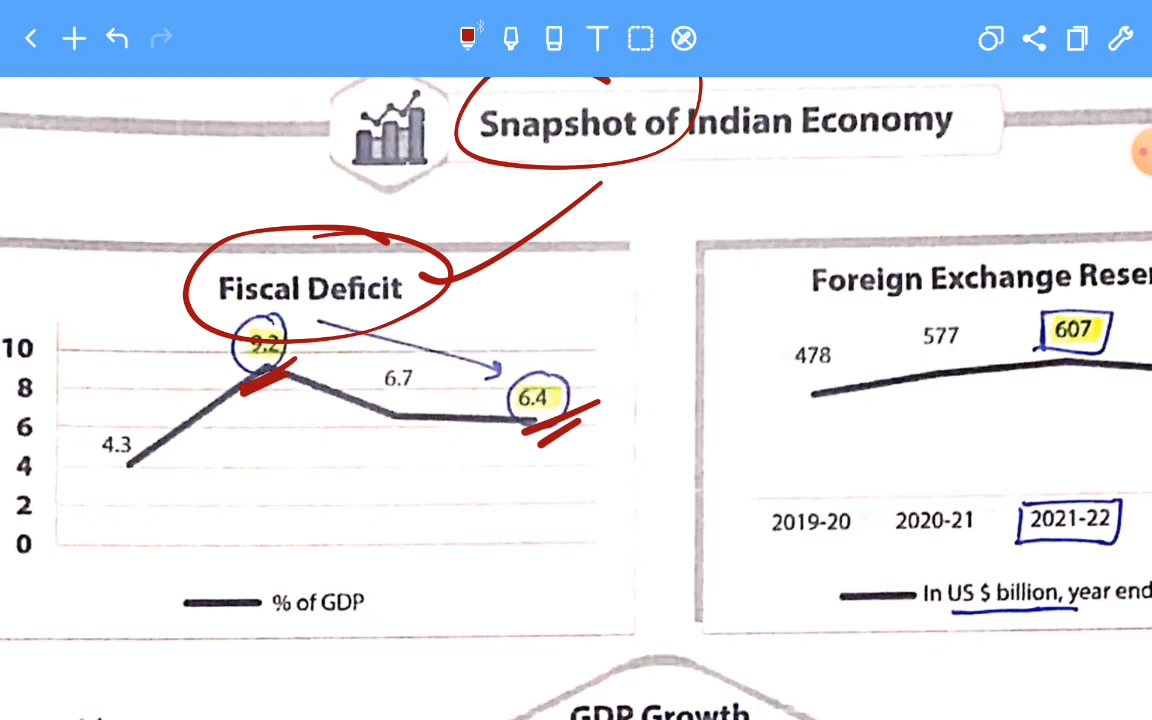 Snapshot of Indian Economy
Fiscal Deficit
10
8
6
4
2
0
4.3
9.2
6.7
6.4
% of GDP
Foreign Exchange Reser
478
577
607
2019-20
2020-21
2021-22
In US $ billion, year end
GDP Growth